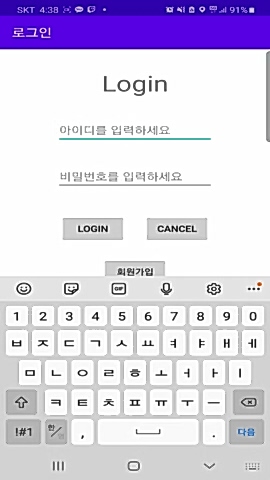 SKT 4:38 91%
로그인
Login
아이디를 입력하세요
비밀번호를 입력하세요
LOGIN CANCEL
회원가입
GIF
1 2 3 4 5 6 7 8 9 0
ㅂ ㅈ ㄷ ㄱ ㅅ ㅛ ㅕ ㅑ ㅐ ㅔ
ㅁ ㄴ ㅇ ㄹ ㅎ ㅗ ㅓ ㅏ ㅣ
ㅋ ㅌ ㅊ ㅍ ㅠ ㅜ ㅡ
!#1 한/영 , . 다음